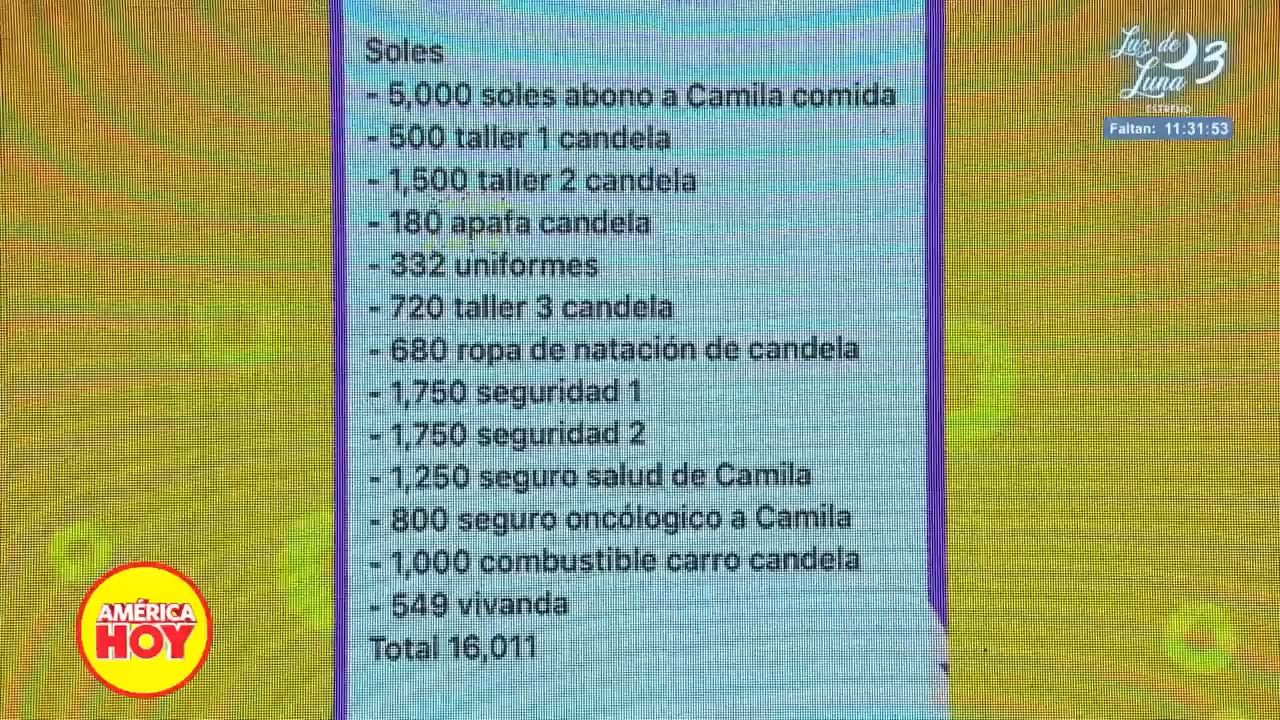 Soles
- 5,000 soles abono a Camila comida
- 500 taller 1 candela
- 1,500 taller 2 candela
- 180 apafa candela
- 332 uniformes
- 720 taller 3 candela
- 680 ropa de natación de candela
- 1,750 seguridad 1
- 1,750 seguridad 2
- 1,250 seguro salud de Camila
- 800 seguro oncólogico a Camila
- 1,000 combustible carro candela
- 549 vivanda
Total 16,011
Luz de
Luna 3
ESTRENO
Faltan: 11:31:53
AMÉRICA
HOY